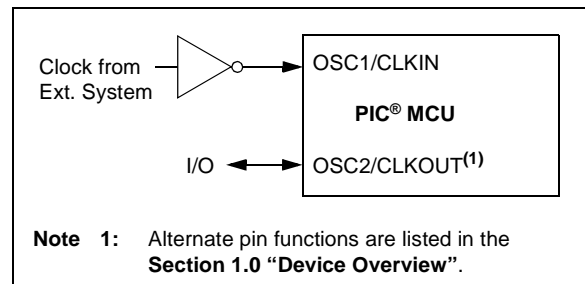 Clock from
Ext. System
OSC1/CLKIN
PIC® MCU
I/O
OSC2/CLKOUT(1)
Note 1: Alternate pin functions are listed in the
Section 1.0 “Device Overview”.